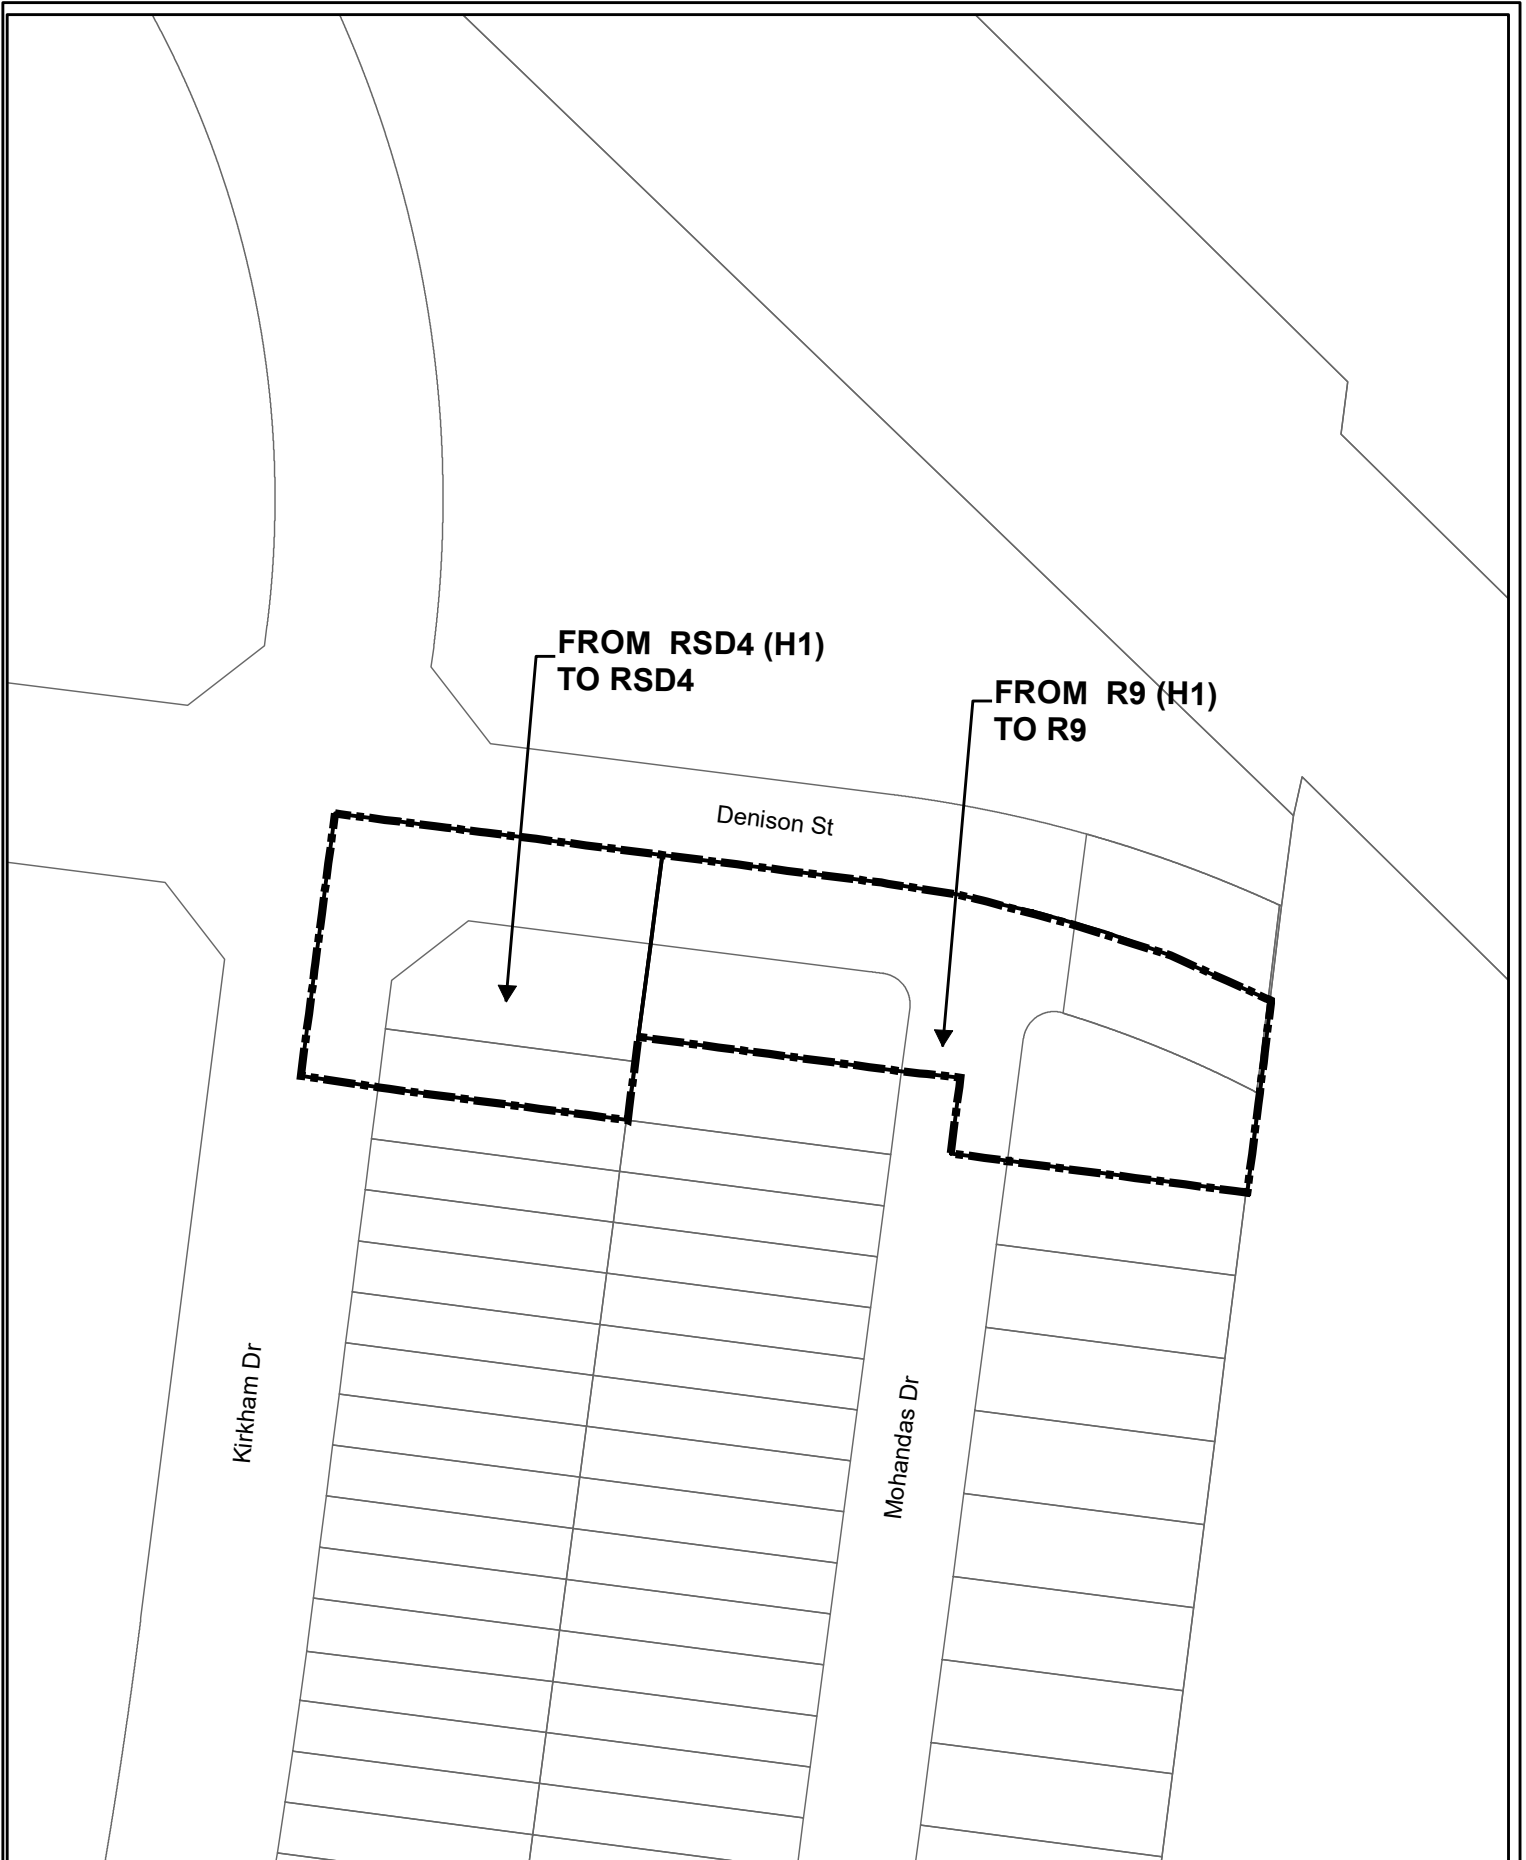 FROM  RSD4 (H1)
TO RSD4
FROM  R9 (H1)
TO R9
Denison St
Kirkham Dr
Mohandas Dr